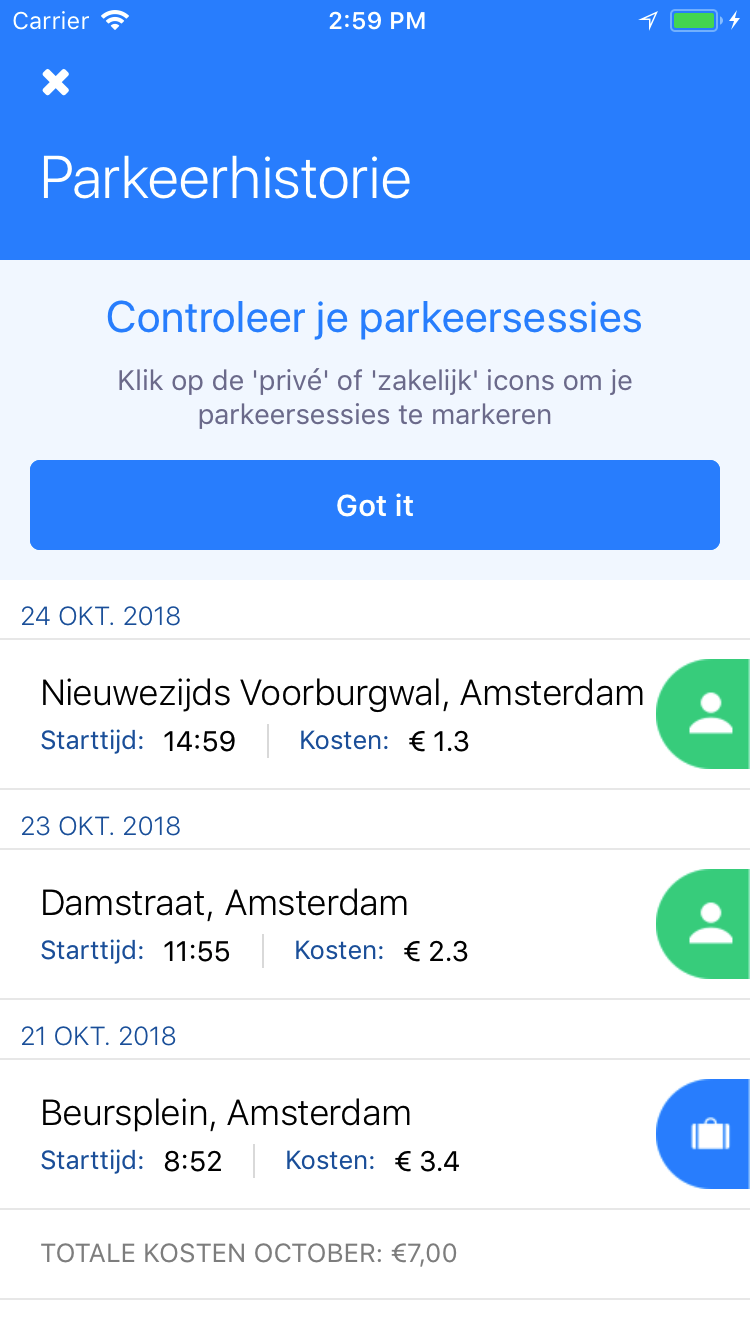 Carrier 2:59 PM
Parkeerhistorie
Controleer je parkeersessies
Klik op de 'privé' of 'zakelijk' icons om je
parkeersessies te markeren
Got it
24 OKT. 2018
Nieuwezijds Voorburgwal, Amsterdam
Starttijd: 14:59 Kosten: € 1.3
23 OKT. 2018
Damstraat, Amsterdam
Starttijd: 11:55 Kosten: € 2.3
21 OKT. 2018
Beursplein, Amsterdam
Starttijd: 8:52 Kosten: € 3.4
TOTALE KOSTEN OCTOBER: €7,00